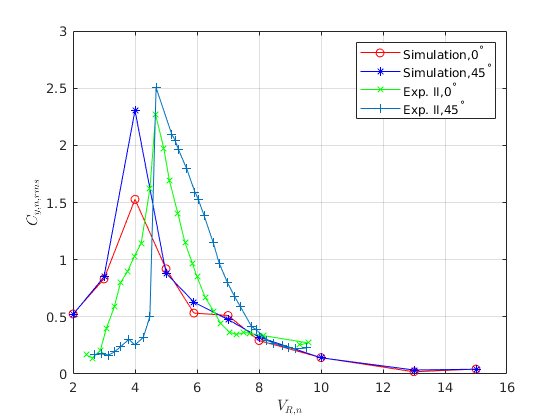 3
2.5
2
1.5
1
0.5
0
2 4 6 8 10 12 14 16
C_{y,n,rms}
V_{R,n}
Simulation,0°
Simulation,45°
Exp. II,0°
Exp. II,45°